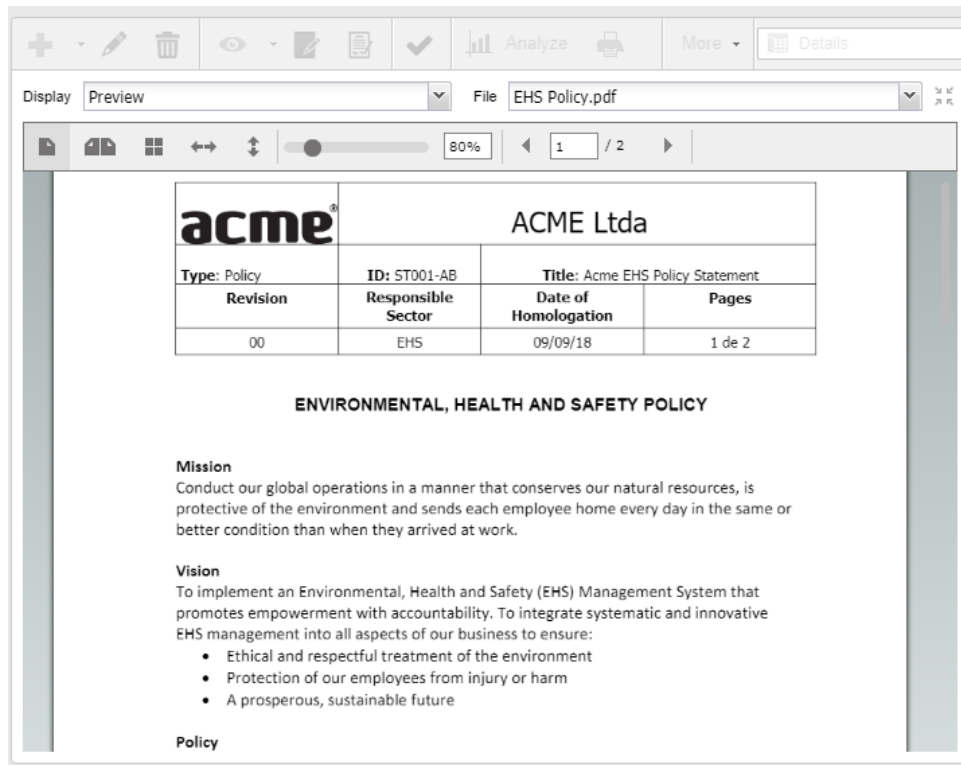 Analyze
More
Details
Display Preview File EHS Policy.pdf
80% 1 / 2
acme®
ACME Ltda
Type: Policy ID: ST001-AB Title: Acme EHS Policy Statement
Revision Responsible Sector Date of Homologation Pages
00 EHS 09/09/18 1 de 2
ENVIRONMENTAL, HEALTH AND SAFETY POLICY
Mission
Conduct our global operations in a manner that conserves our natural resources, is
protective of the environment and sends each employee home every day in the same or
better condition than when they arrived at work.
Vision
To implement an Environmental, Health and Safety (EHS) Management System that
promotes empowerment with accountability. To integrate systematic and innovative
EHS management into all aspects of our business to ensure:
• Ethical and respectful treatment of the environment
• Protection of our employees from injury or harm
• A prosperous, sustainable future
Policy